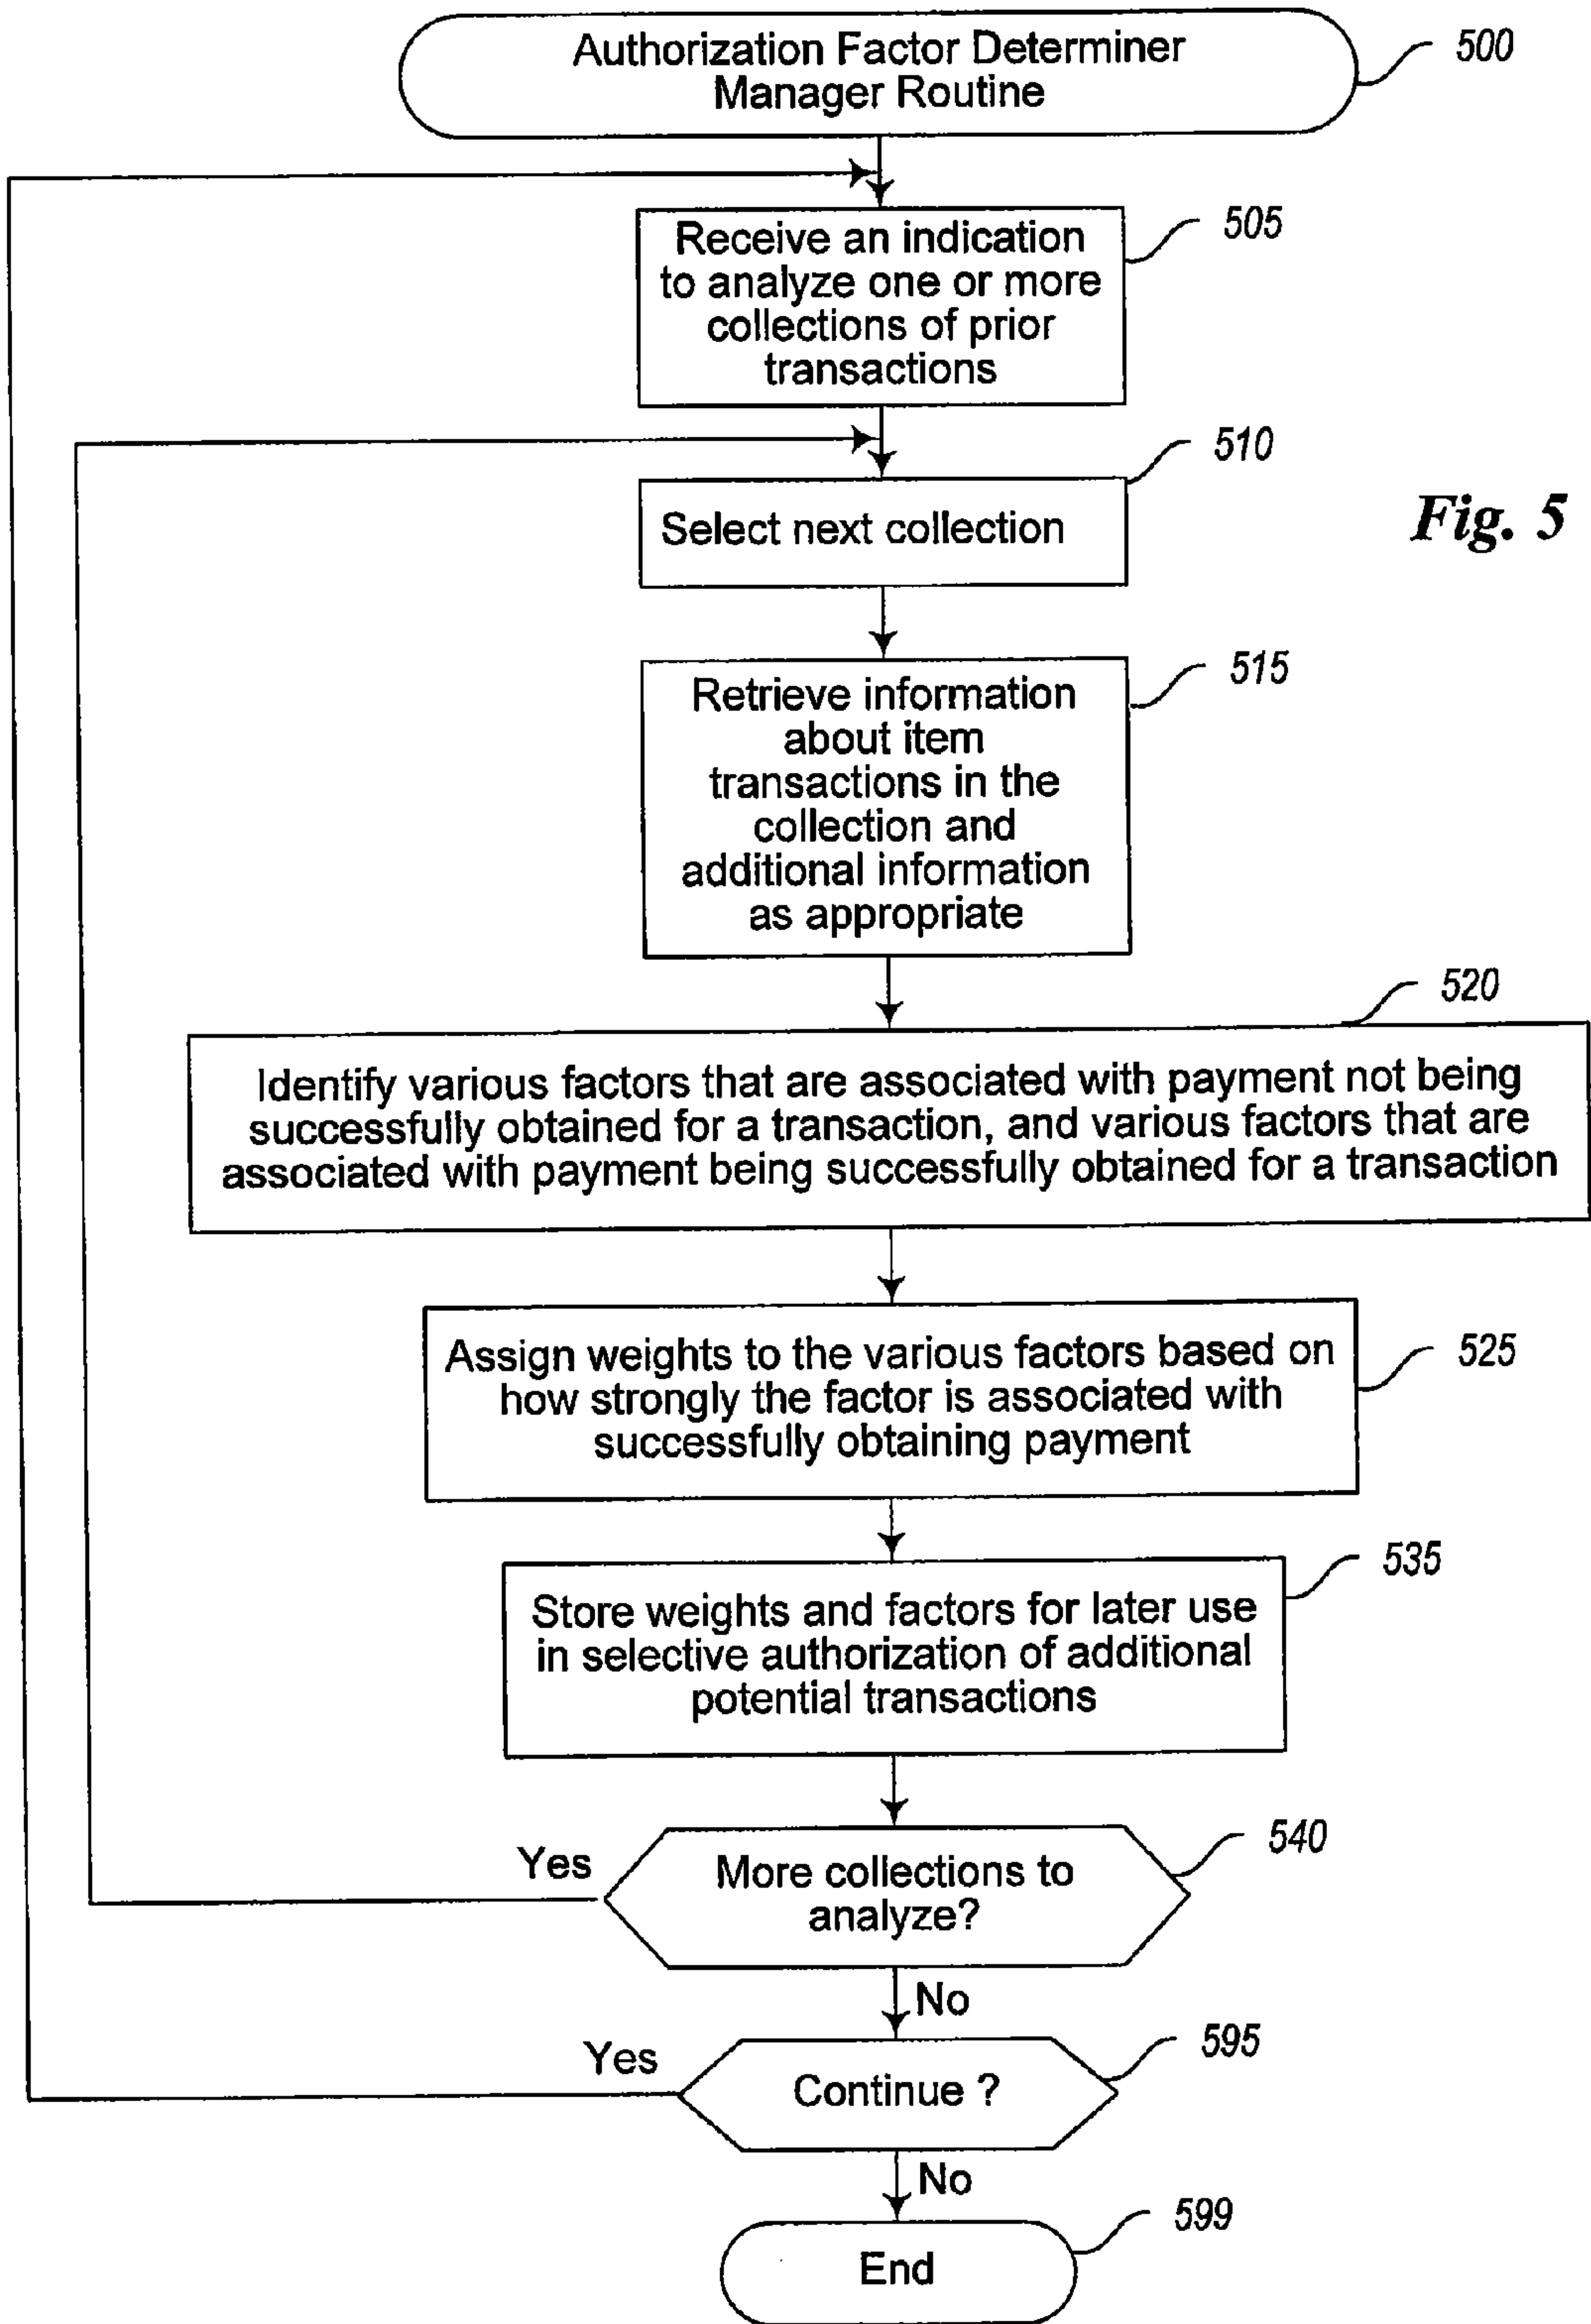 Authorization Factor Determiner
Manager Routine
500
Receive an indication
to analyze one or more
collections of prior
transactions
505
510
Select next collection
Fig. 5
515
Retrieve information
about item
transactions in the
collection and
additional information
as appropriate
520
Identify various factors that are associated with payment not being
successfully obtained for a transaction, and various factors that are
associated with payment being successfully obtained for a transaction
Assign weights to the various factors based on
how strongly the factor is associated with
successfully obtaining payment
525
535
Store weights and factors for later use
in selective authorization of additional
potential transactions
540
Yes
More collections to
analyze?
No
595
Yes
Continue ?
No
599
End